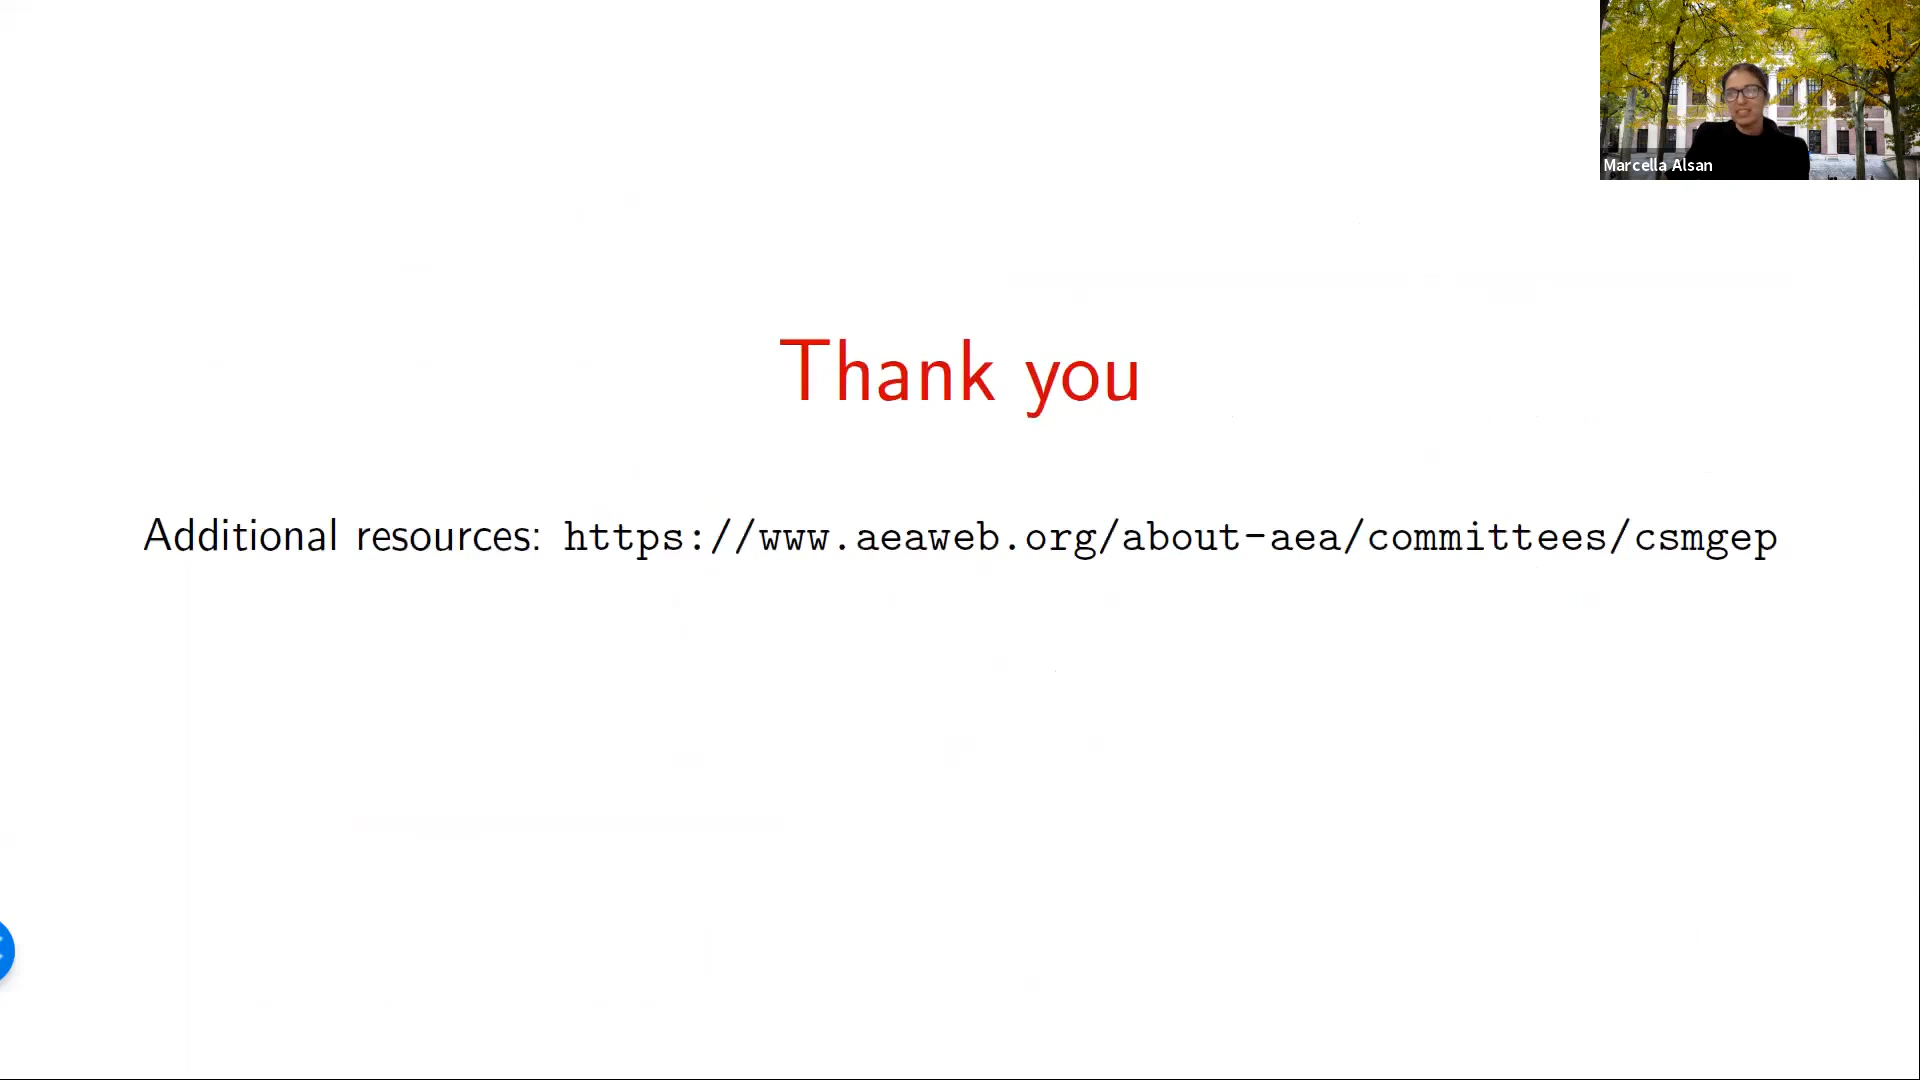 Marcella Alsan
Thank you
Additional resources: https://www.aeaweb.org/about-aea/committees/csmgep